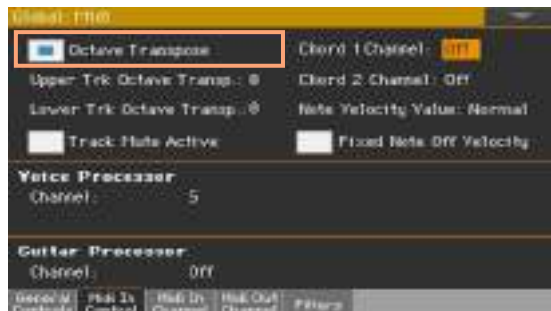 Global: Midi
Octave Transpose
Chord 1 Channel: Off
Upper Trk Octave Transp.: 0
Chord 2 Channel: Off
Lower Trk Octave Transp.: 0
Note Velocity Value: Normal
Track Mute Active
Fixed Note Off Velocity
Voice Processor
Channel: 5
Guitar Processor
Channel: Off
General Controls
Midi In Control
Midi In Channel
Midi Out Channel
Filters